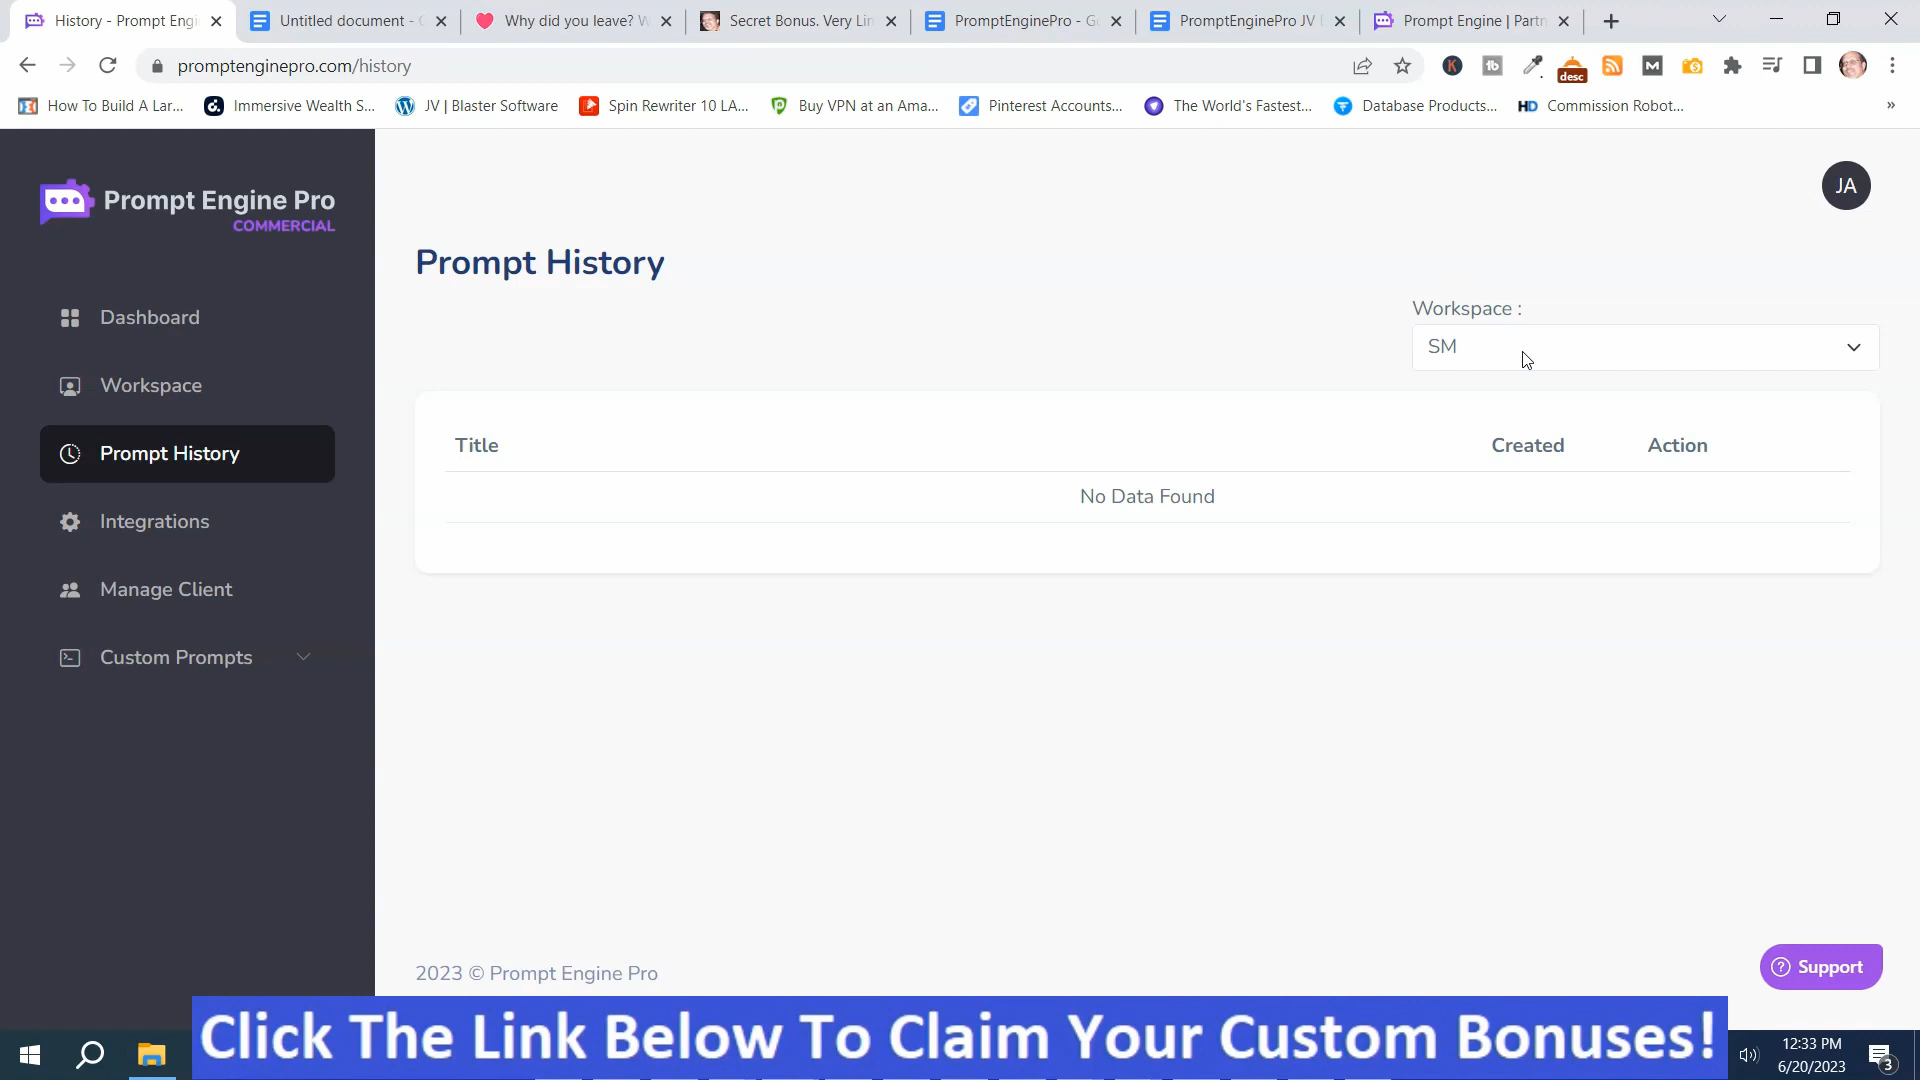 History - Prompt Engi
Untitled document -
Why did you leave? W
Secret Bonus. Very Lin
PromptEnginePro - G
PromptEnginePro JV
Prompt Engine | Partn
promptenginepro.com/history
desc
How To Build A Lar...
Immersive Wealth S...
JV | Blaster Software
Spin Rewriter 10 LA...
Buy VPN at an Ama...
Pinterest Accounts...
The World's Fastest...
Database Products...
HD
Commission Robot...
»
Prompt Engine Pro
COMMERCIAL
JA
Prompt History
Workspace :
SM
Dashboard
Workspace
Prompt History
Integrations
Manage Client
Custom Prompts
Title
Created
Action
No Data Found
2023 © Prompt Engine Pro
Support
Click The Link Below To Claim Your Custom Bonuses!
12:33 PM
6/20/2023
3